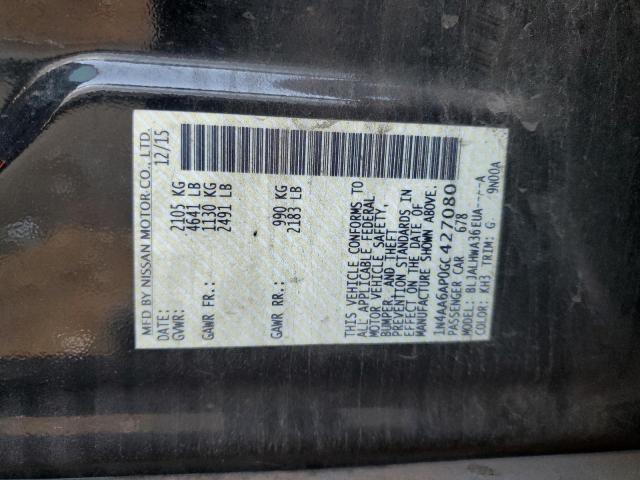 MFD BY NISSAN MOTOR CO., LTD.
DATE: 12/15
GVWR: 2105 KG
4641 LB
GAWR FR: 1130 KG
2491 LB
GAWR RR: 990 KG
2183 LB
THIS VEHICLE CONFORMS TO
ALL APPLICABLE FEDERAL
MOTOR VEHICLE SAFETY,
BUMPER, AND THEFT
PREVENTION STANDARDS IN
EFFECT ON THE DATE OF
MANUFACTURE SHOWN ABOVE.
1N4AA6AP0GC 427080
PASSENGER CAR 678
MODEL: BL1ALHWA36EUA----A
COLOR: KH3 TRIM: G 9N00A